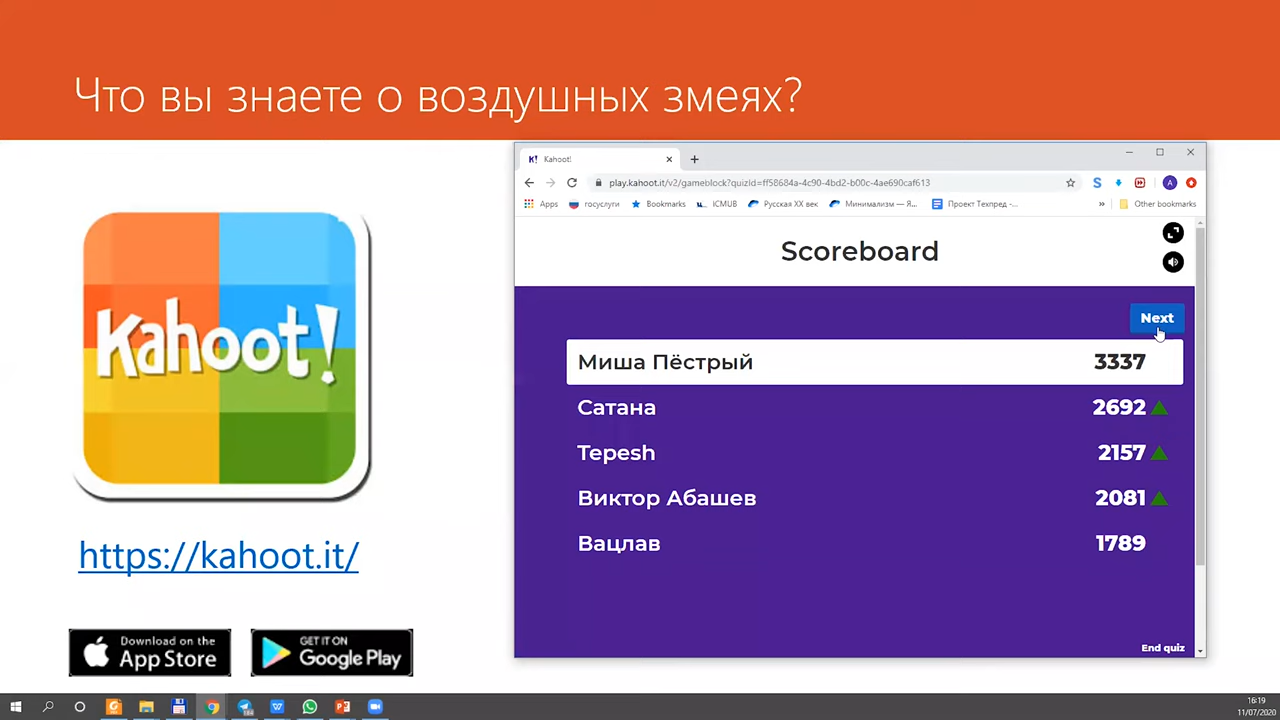 Что вы знаете о воздушных змеях?
K! Kahoot!
play.kahoot.it/v2/gameblock?quizId=ff58684a-4c90-4bd2-b00c-4ae690caf613
Apps госуслуги Bookmarks ICMUB Русская XX век Минимализм — Я... Проект Техпред -... » Other bookmarks
Scoreboard
Next
Миша Пёстрый 3337
Сатана 2692
Tepesh 2157
Виктор Абашев 2081
Вацлав 1789
End quiz
Kahoot!
https://kahoot.it/
Download on the
App Store
GET IT ON
Google Play
16:19
11/07/2020